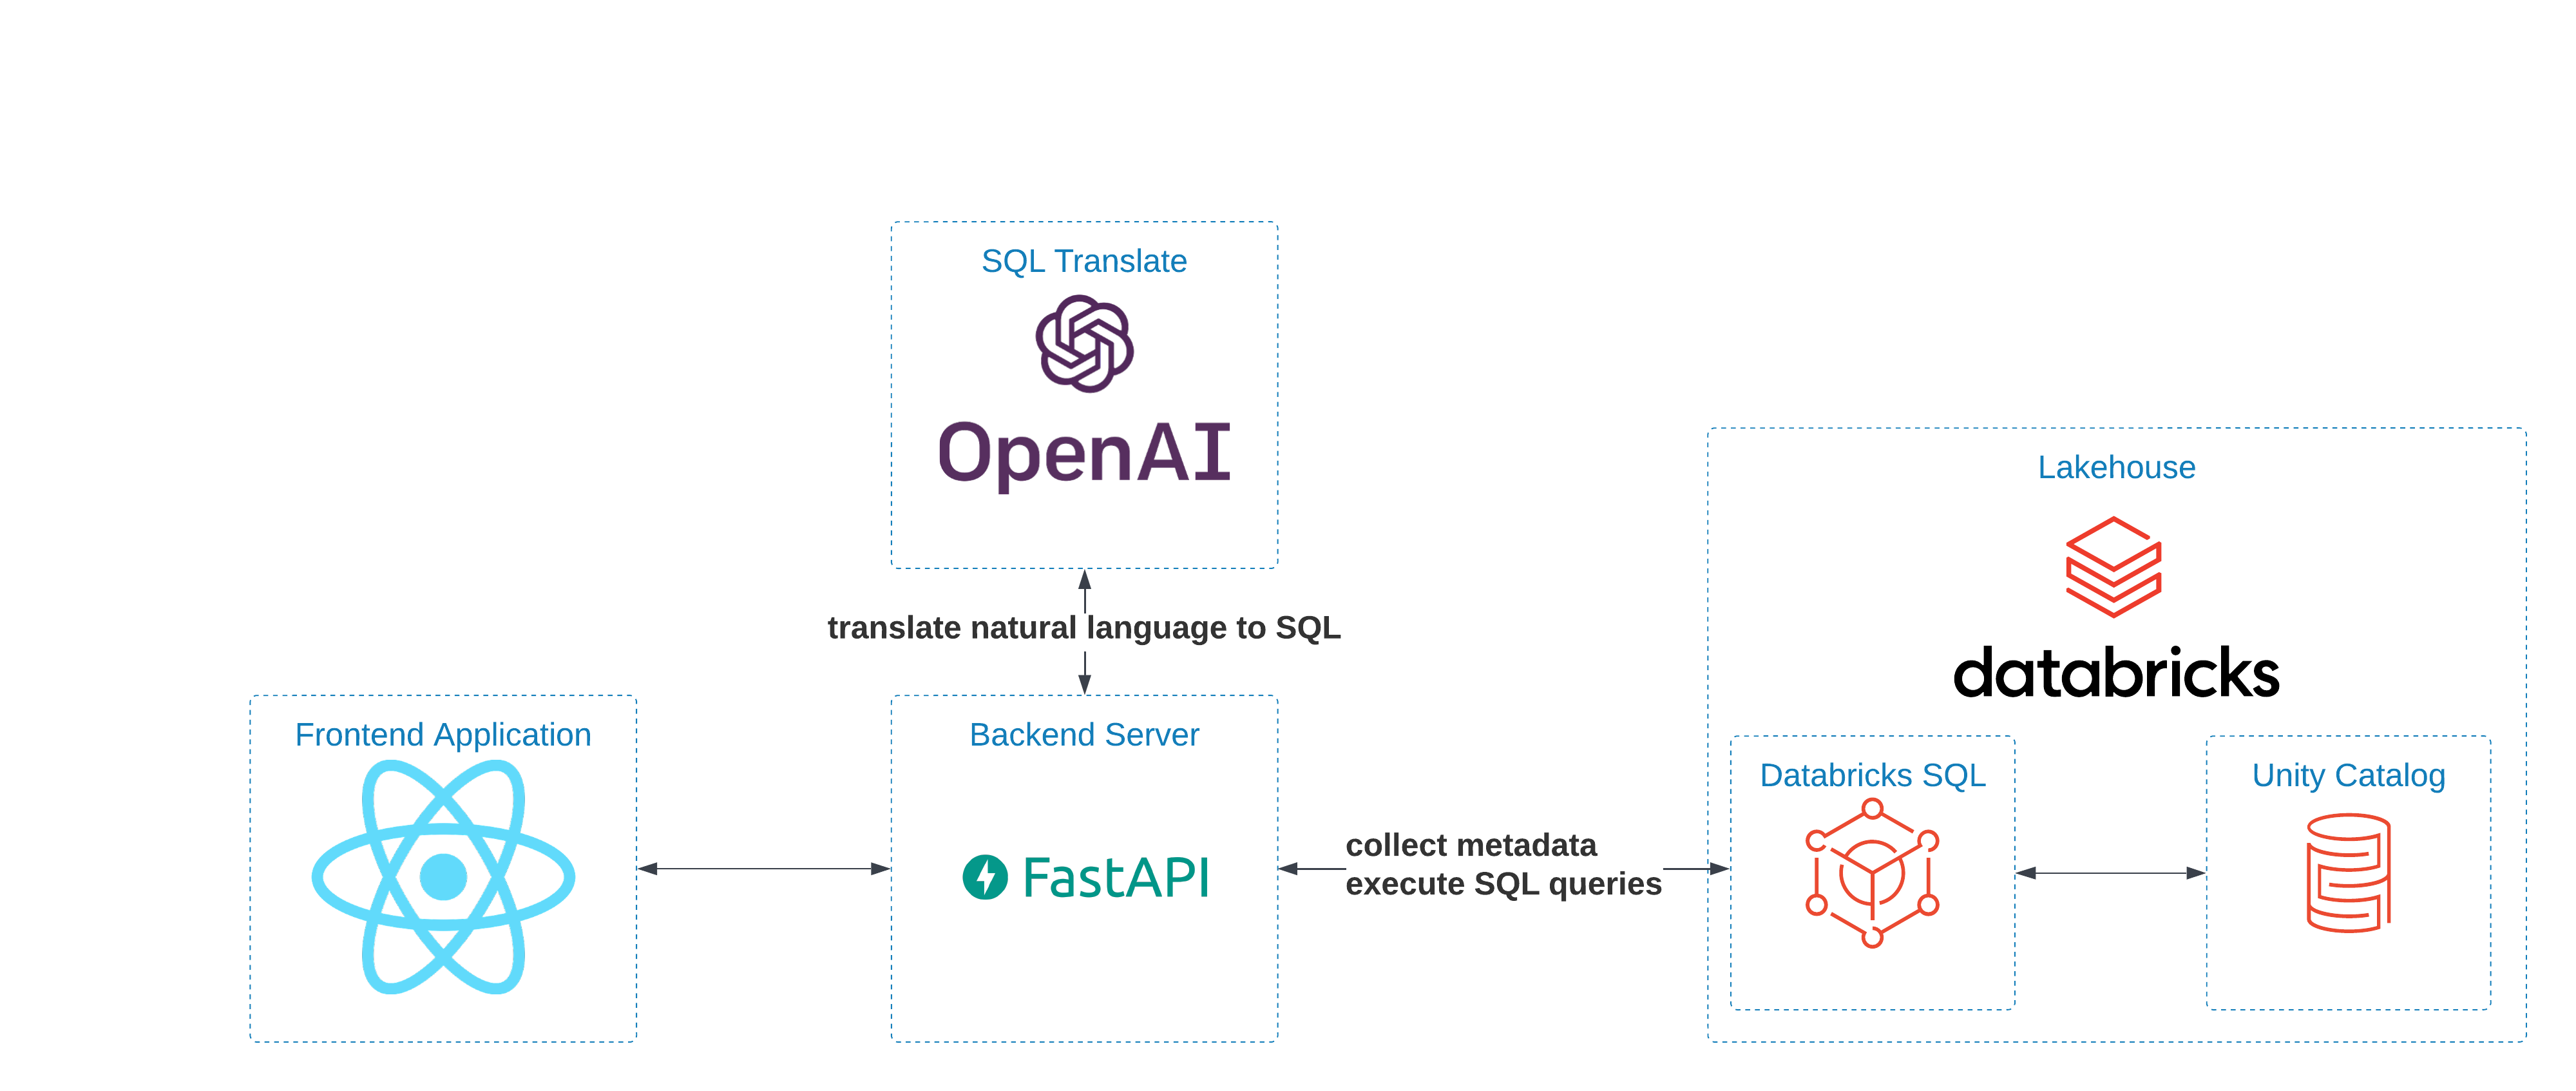 SQL Translate
OpenAI
translate natural language to SQL
Frontend Application
Backend Server
FastAPI
collect metadata
execute SQL queries
Lakehouse
databricks
Databricks SQL
Unity Catalog